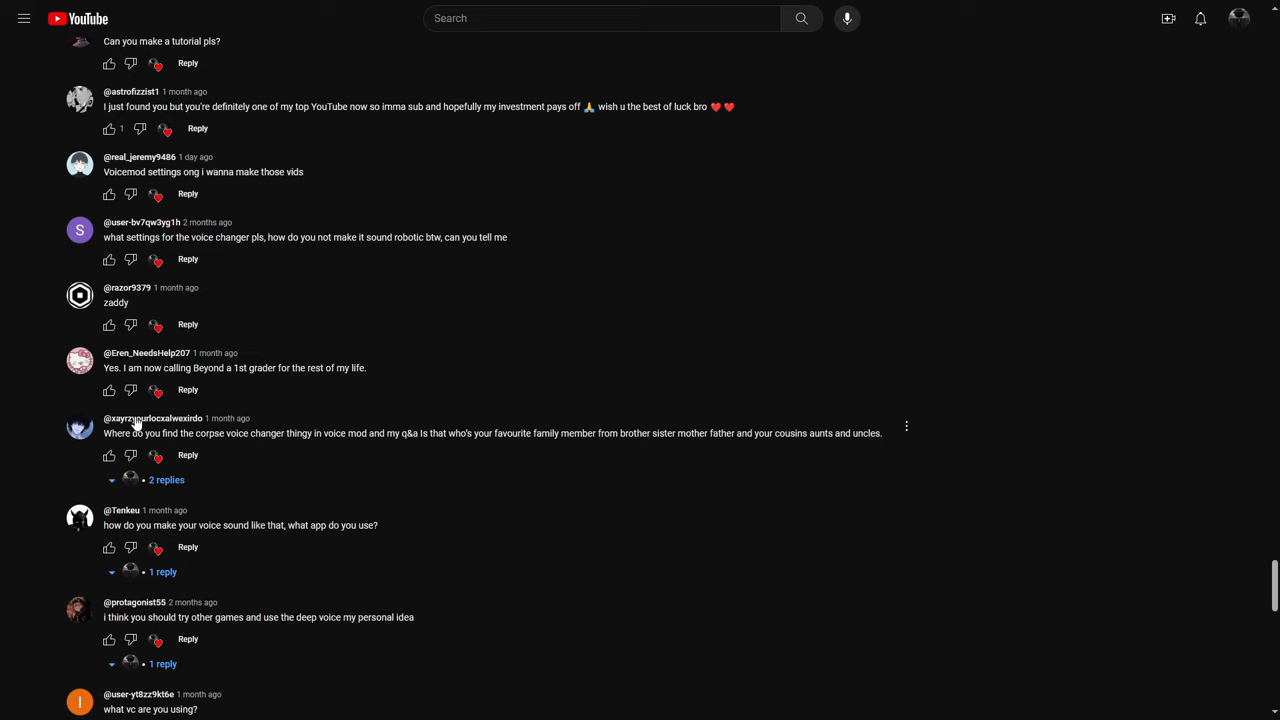 YouTube
Search
Can you make a tutorial pls?
Reply
@astrofizzist1 1 month ago
I just found you but you're definitely one of my top YouTube now so imma sub and hopefully my investment pays off 🙏 wish u the best of luck bro ❤️❤️
1 Reply
@real_jeremy9486 1 day ago
Voicemod settings ong i wanna make those vids
Reply
S
@user-bv7qw3yg1h 2 months ago
what settings for the voice changer pls, how do you not make it sound robotic btw, can you tell me
Reply
@razor9379 1 month ago
zaddy
Reply
@Eren_NeedsHelp207 1 month ago
Yes. I am now calling Beyond a 1st grader for the rest of my life.
Reply
@xayrzyourlocxalwexirdo 1 month ago
Where do you find the corpse voice changer thingy in voice mod and my q&a Is that who's your favourite family member from brother sister mother father and your cousins aunts and uncles.
Reply
• 2 replies
@Tenkeu 1 month ago
how do you make your voice sound like that, what app do you use?
Reply
• 1 reply
@protagonist55 2 months ago
i think you should try other games and use the deep voice my personal idea
Reply
• 1 reply
I
@user-yt8zz9kt6e 1 month ago
what vc are you using?